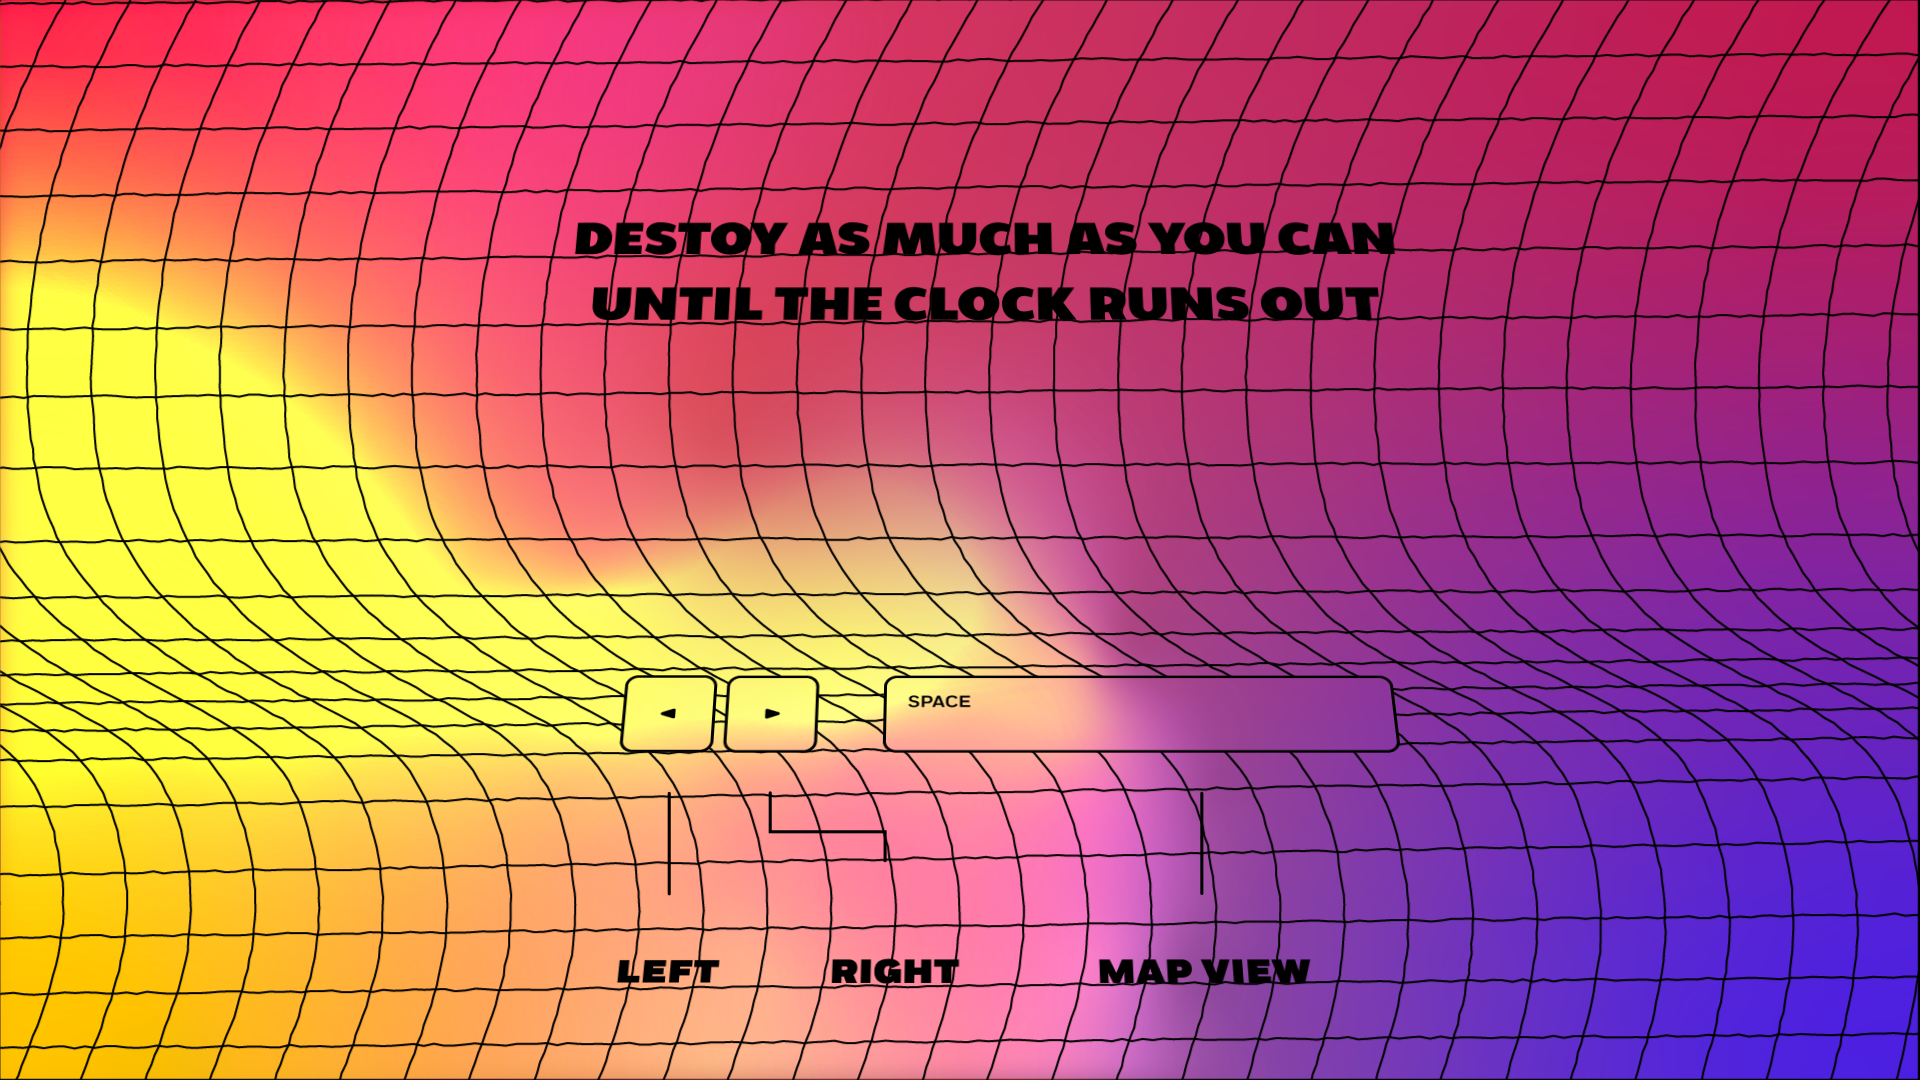 DESTOY AS MUCH AS YOU CAN
UNTIL THE CLOCK RUNS OUT
◄ ► SPACE
LEFT RIGHT MAP VIEW